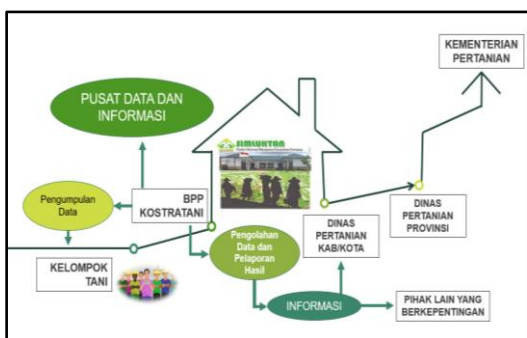 KEMENTERIAN
PERTANIAN
PUSAT DATA DAN
INFORMASI
SIMLUHTAN
Pengumpulan
Data
BPP
KOSTRATANI
KELOMPOK
TANI
Pengolahan
Data dan
Pelaporan
Hasil
DINAS
PERTANIAN
KAB/KOTA
DINAS
PERTANIAN
PROVINSI
INFORMASI
PIHAK LAIN YANG
BERKEPENTINGAN